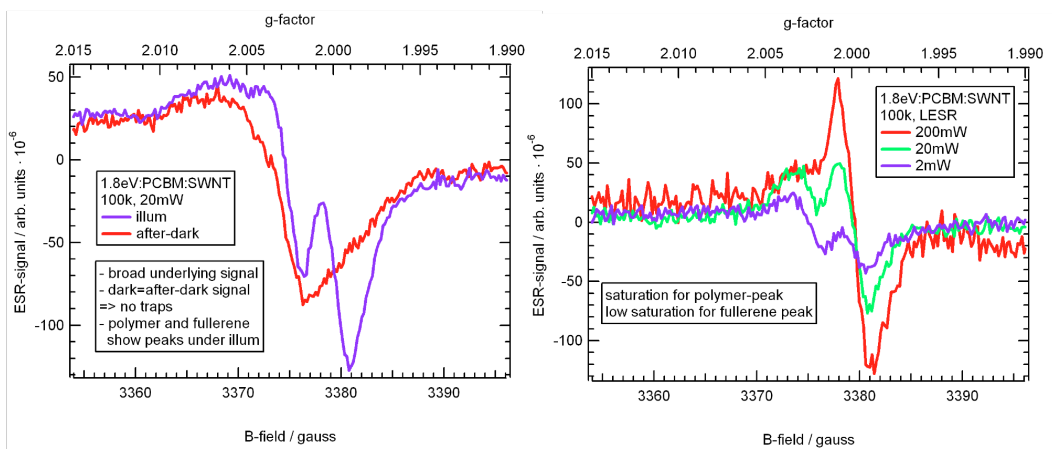 g-factor
2.015 2.010 2.005 2.000 1.995 1.990
50
0
-50
-100
ESR-signal / arb. units · 10-6
1.8eV:PCBM:SWNT
100k, 20mW
illum
after-dark
- broad underlying signal
- dark=after-dark signal
=> no traps
- polymer and fullerene
show peaks under illum
3360 3370 3380 3390
B-field / gauss
g-factor
2.015 2.010 2.005 2.000 1.995 1.990
100
50
0
-50
-100
ESR-signal / arb. units · 10-6
1.8eV:PCBM:SWNT
100k, LESR
200mW
20mW
2mW
saturation for polymer-peak
low saturation for fullerene peak
3360 3370 3380 3390
B-field / gauss